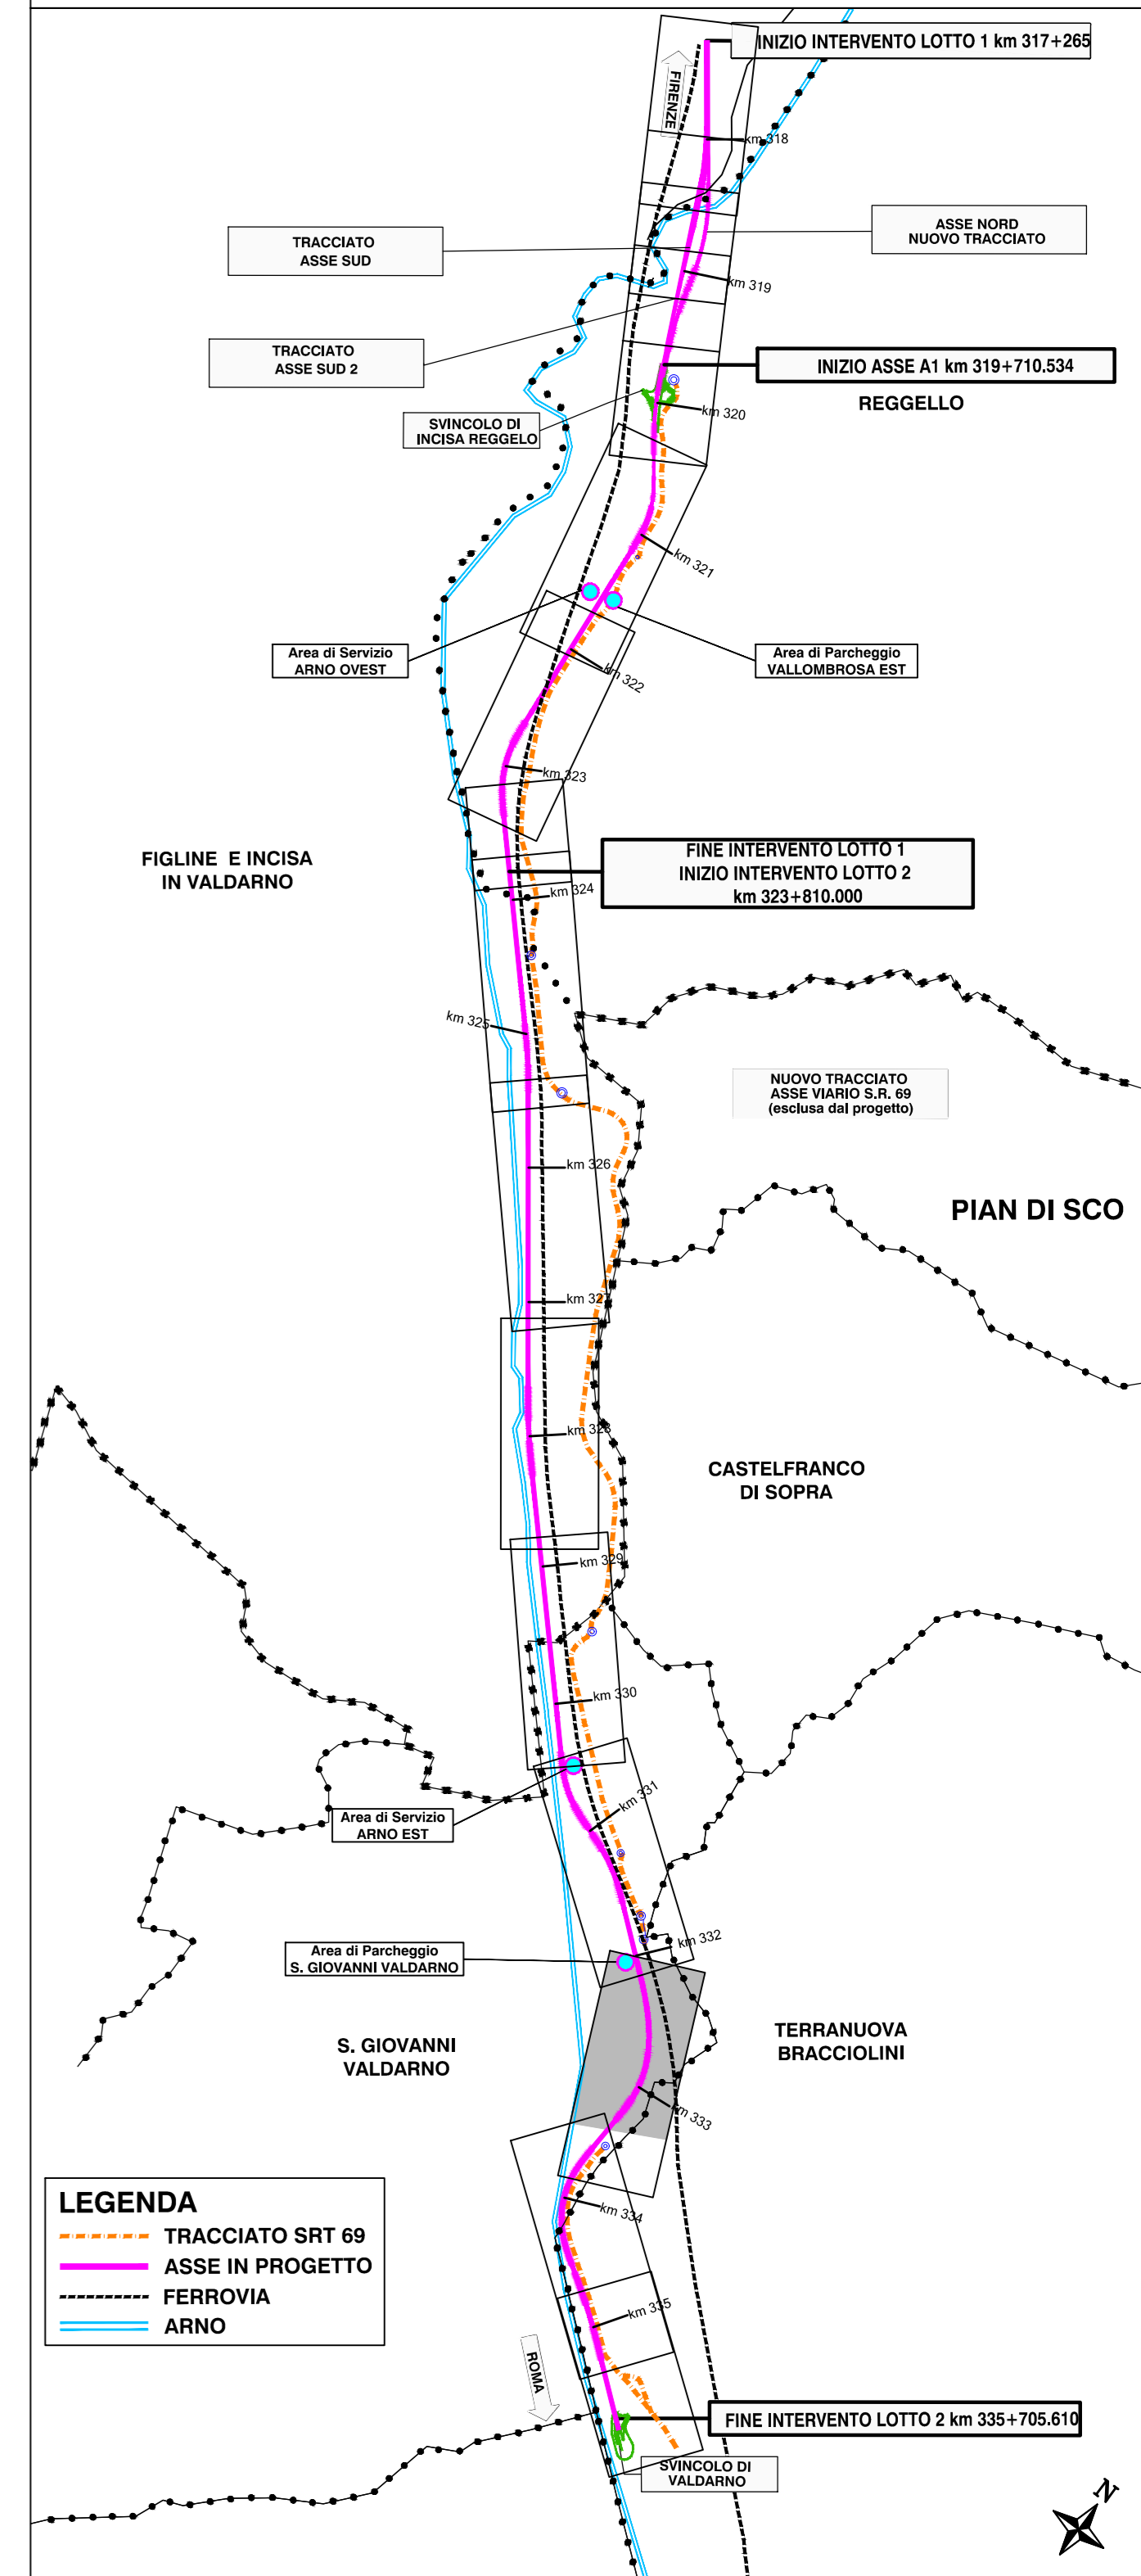 INIZIO INTERVENTO LOTTO 1 km 317+265
FIRENZE
km 318
ASSE NORD
NUOVO TRACCIATO
TRACCIATO
ASSE SUD
km 319
TRACCIATO
ASSE SUD 2
INIZIO ASSE A1 km 319+710.534
REGGELLO
km 320
SVINCOLO DI
INCISA REGGELO
km 321
Area di Servizio
ARNO OVEST
Area di Parcheggio
VALLOMBROSA EST
km 322
km 323
FIGLINE E INCISA
IN VALDARNO
FINE INTERVENTO LOTTO 1
INIZIO INTERVENTO LOTTO 2
km 323+810.000
km 324
km 325
NUOVO TRACCIATO
ASSE VIARIO S.R. 69
(esclusa dal progetto)
km 326
PIAN DI SCO
km 327
km 328
CASTELFRANCO
DI SOPRA
km 329
km 330
km 331
Area di Servizio
ARNO EST
km 332
Area di Parcheggio
S. GIOVANNI VALDARNO
S. GIOVANNI
VALDARNO
TERRANUOVA
BRACCIOLINI
km 333
km 334
LEGENDA
TRACCIATO SRT 69
ASSE IN PROGETTO
FERROVIA
ARNO
km 335
ROMA
FINE INTERVENTO LOTTO 2 km 335+705.610
SVINCOLO DI
VALDARNO
N